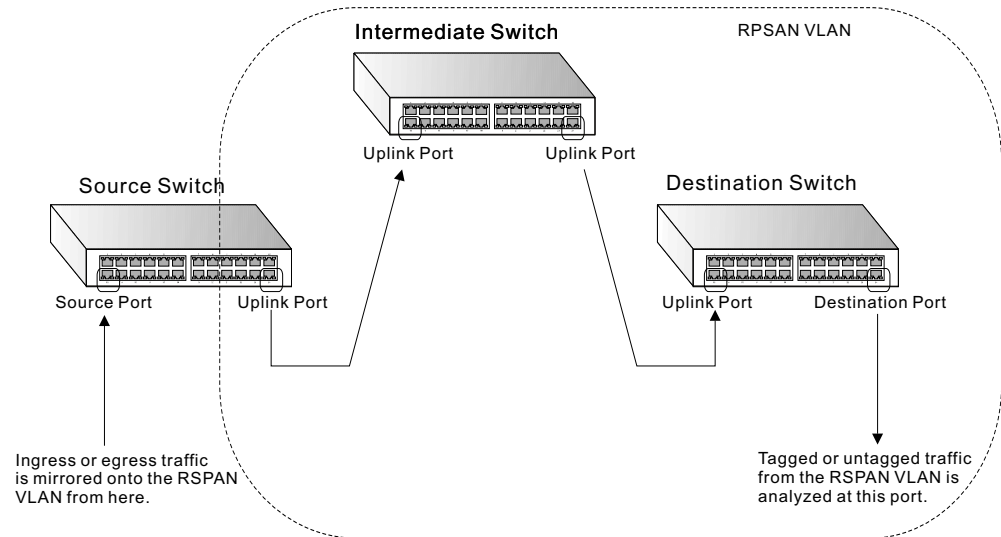 Intermediate Switch
RPSAN VLAN
Uplink Port
Uplink Port
Source Switch
Destination Switch
Source Port
Uplink Port
Uplink Port
Destination Port
Ingress or egress traffic
is mirrored onto the RSPAN
VLAN from here.
Tagged or untagged traffic
from the RSPAN VLAN is
analyzed at this port.